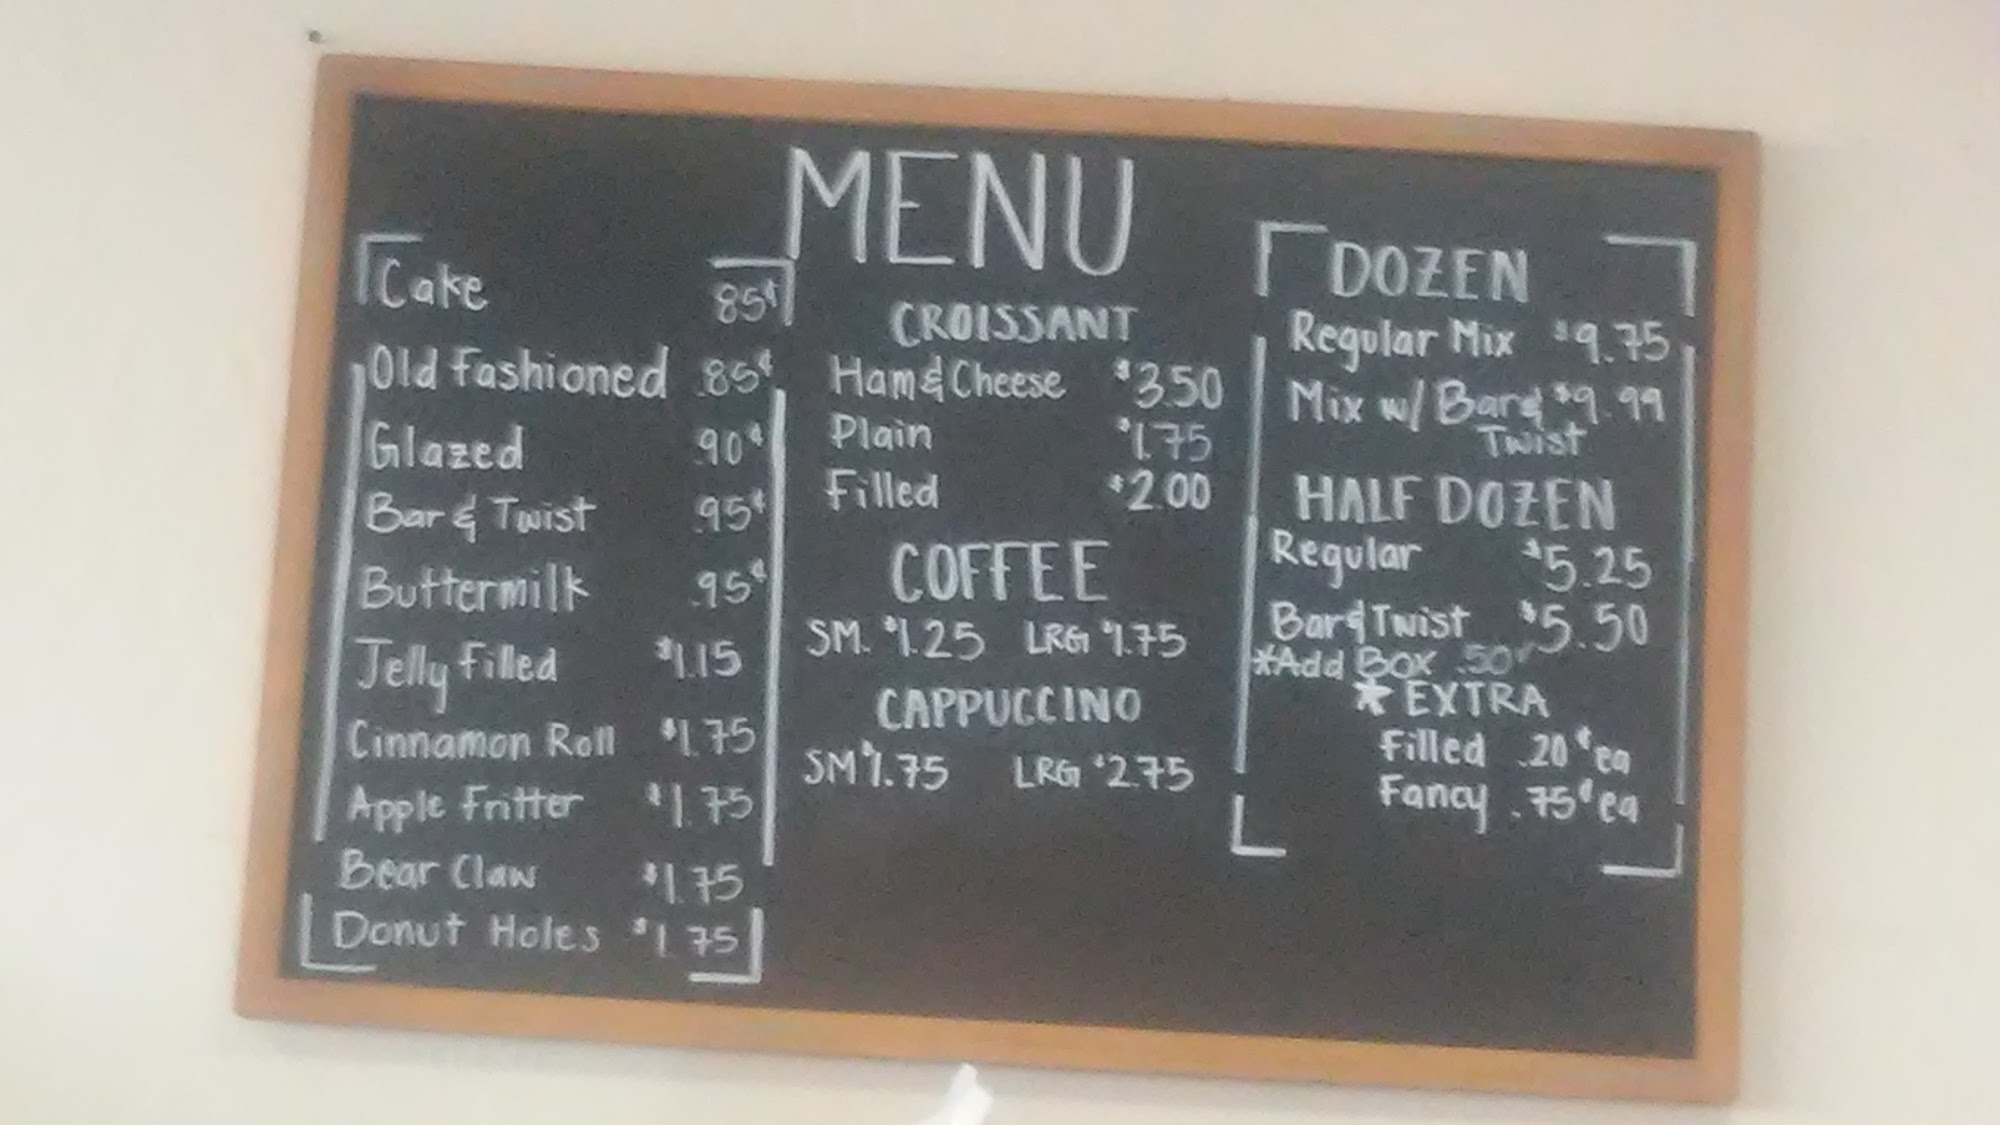 MENU
Cake 85¢
Old Fashioned .85¢
Glazed .90¢
Bar & Twist .95¢
Buttermilk .95¢
Jelly Filled $1.15
Cinnamon Roll $1.75
Apple Fritter $1.75
Bear Claw $1.75
Donut Holes $1.75
CROISSANT
Ham & Cheese $3.50
Plain $1.75
Filled $2.00
COFFEE
SM. $1.25 LRG $1.75
CAPPUCCINO
SM $1.75 LRG $2.75
DOZEN
Regular Mix $9.75
Mix w/ Bar & $9.99
Twist
HALF DOZEN
Regular $5.25
Bar & Twist $5.50
*Add Box .50¢
* EXTRA
Filled .20¢ ea
Fancy .75¢ ea